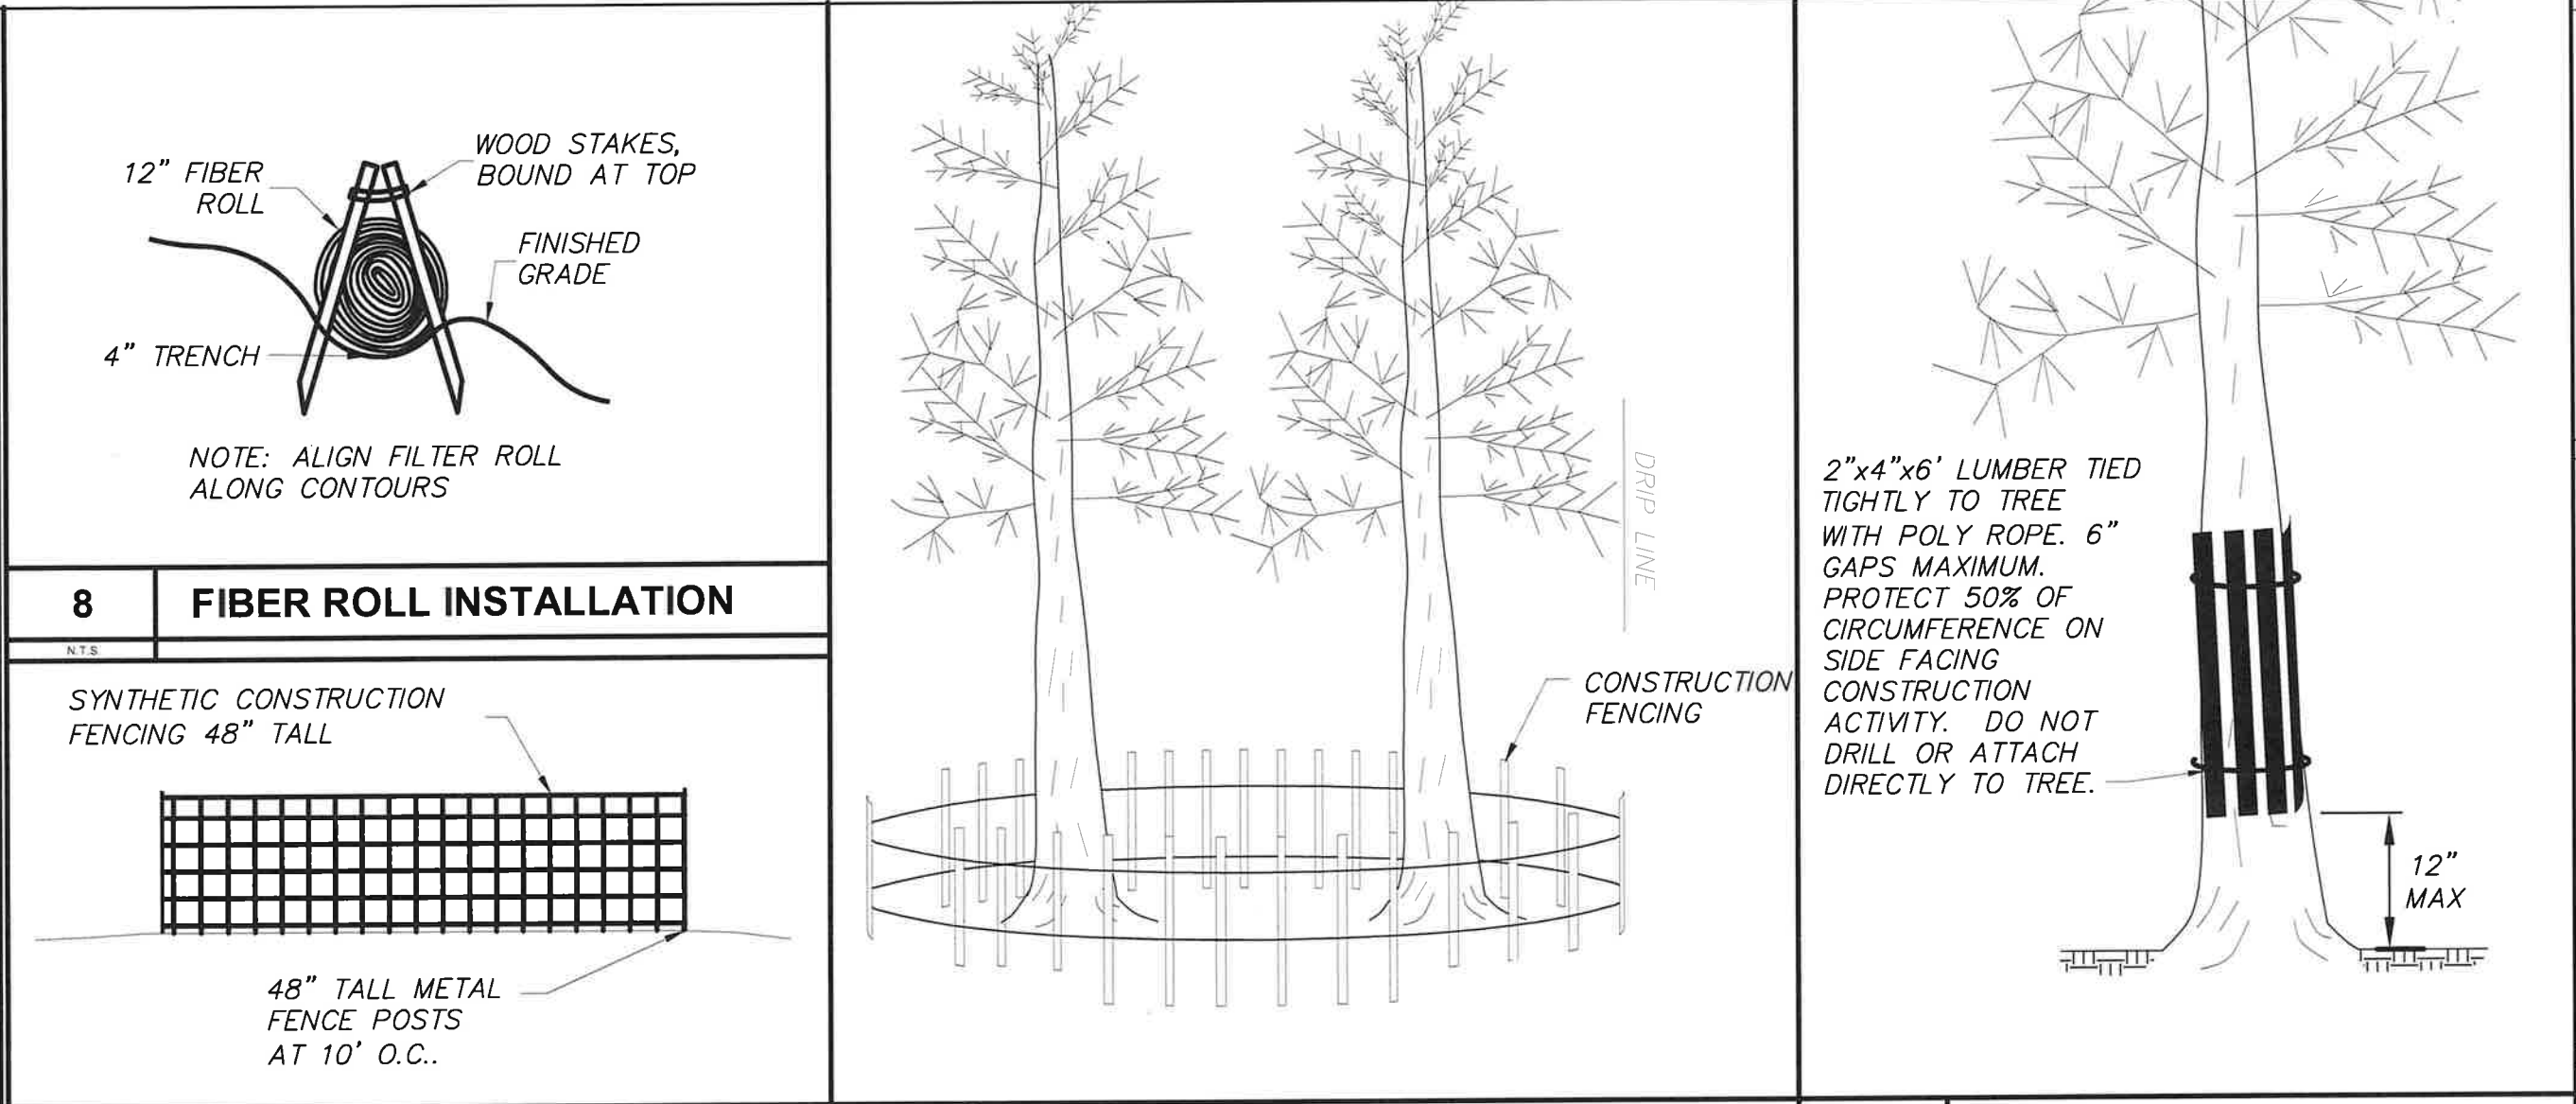 12" FIBER
ROLL
WOOD STAKES,
BOUND AT TOP
FINISHED
GRADE
4" TRENCH
NOTE: ALIGN FILTER ROLL
ALONG CONTOURS
8
FIBER ROLL INSTALLATION
N.T.S.
SYNTHETIC CONSTRUCTION
FENCING 48" TALL
48" TALL METAL
FENCE POSTS
AT 10' O.C..
DRIP LINE
CONSTRUCTION
FENCING
2"x4"x6' LUMBER TIED
TIGHTLY TO TREE
WITH POLY ROPE. 6"
GAPS MAXIMUM.
PROTECT 50% OF
CIRCUMFERENCE ON
SIDE FACING
CONSTRUCTION
ACTIVITY. DO NOT
DRILL OR ATTACH
DIRECTLY TO TREE.
12"
MAX